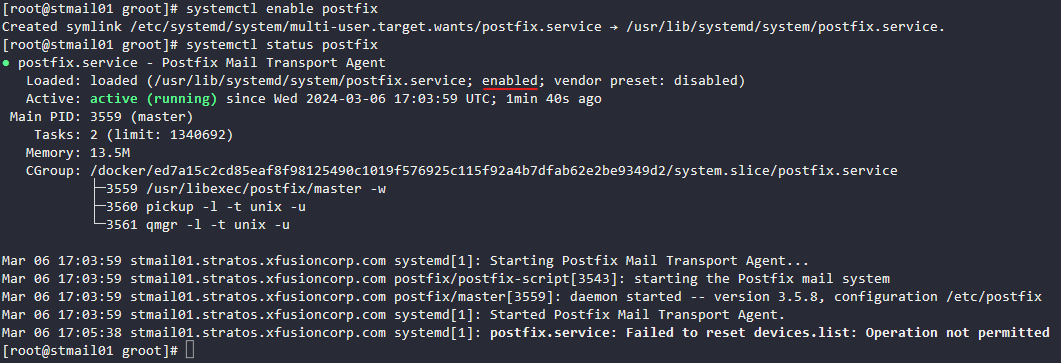 [root@stmail01 groot]# systemctl enable postfix
Created symlink /etc/systemd/system/multi-user.target.wants/postfix.service → /usr/lib/systemd/system/postfix.service.
[root@stmail01 groot]# systemctl status postfix
● postfix.service - Postfix Mail Transport Agent
   Loaded: loaded (/usr/lib/systemd/system/postfix.service; enabled; vendor preset: disabled)
   Active: active (running) since Wed 2024-03-06 17:03:59 UTC; 1min 40s ago
 Main PID: 3559 (master)
    Tasks: 2 (limit: 1340692)
   Memory: 13.5M
   CGroup: /docker/ed7a15c2cd85eaf8f98125490c1019f576925c115f92a4b7dfab62e2be9349d2/system.slice/postfix.service
           ├─3559 /usr/libexec/postfix/master -w
           ├─3560 pickup -l -t unix -u
           └─3561 qmgr -l -t unix -u

Mar 06 17:03:59 stmail01.stratos.xfusioncorp.com systemd[1]: Starting Postfix Mail Transport Agent...
Mar 06 17:03:59 stmail01.stratos.xfusioncorp.com postfix/postfix-script[3543]: starting the Postfix mail system
Mar 06 17:03:59 stmail01.stratos.xfusioncorp.com postfix/master[3559]: daemon started -- version 3.5.8, configuration /etc/postfix
Mar 06 17:03:59 stmail01.stratos.xfusioncorp.com systemd[1]: Started Postfix Mail Transport Agent.
Mar 06 17:05:38 stmail01.stratos.xfusioncorp.com systemd[1]: postfix.service: Failed to reset devices.list: Operation not permitted
[root@stmail01 groot]#